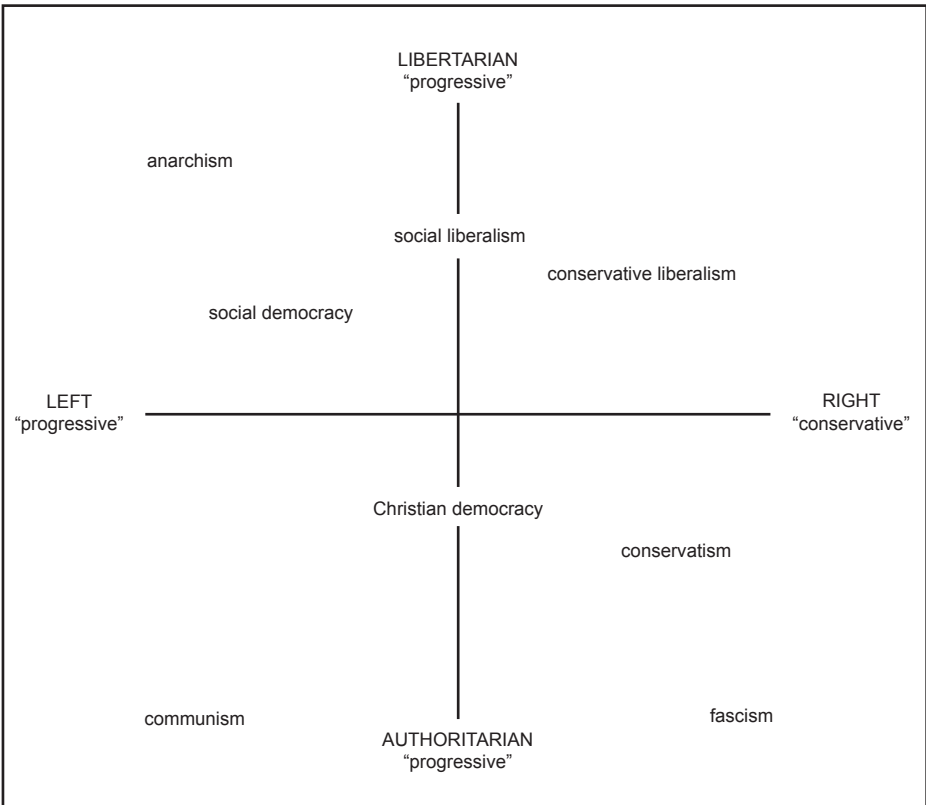 LIBERTARIAN
“progressive”
anarchism
social liberalism
conservative liberalism
social democracy
LEFT
“progressive”
RIGHT
“conservative”
Christian democracy
conservatism
communism
fascism
AUTHORITARIAN
“progressive”